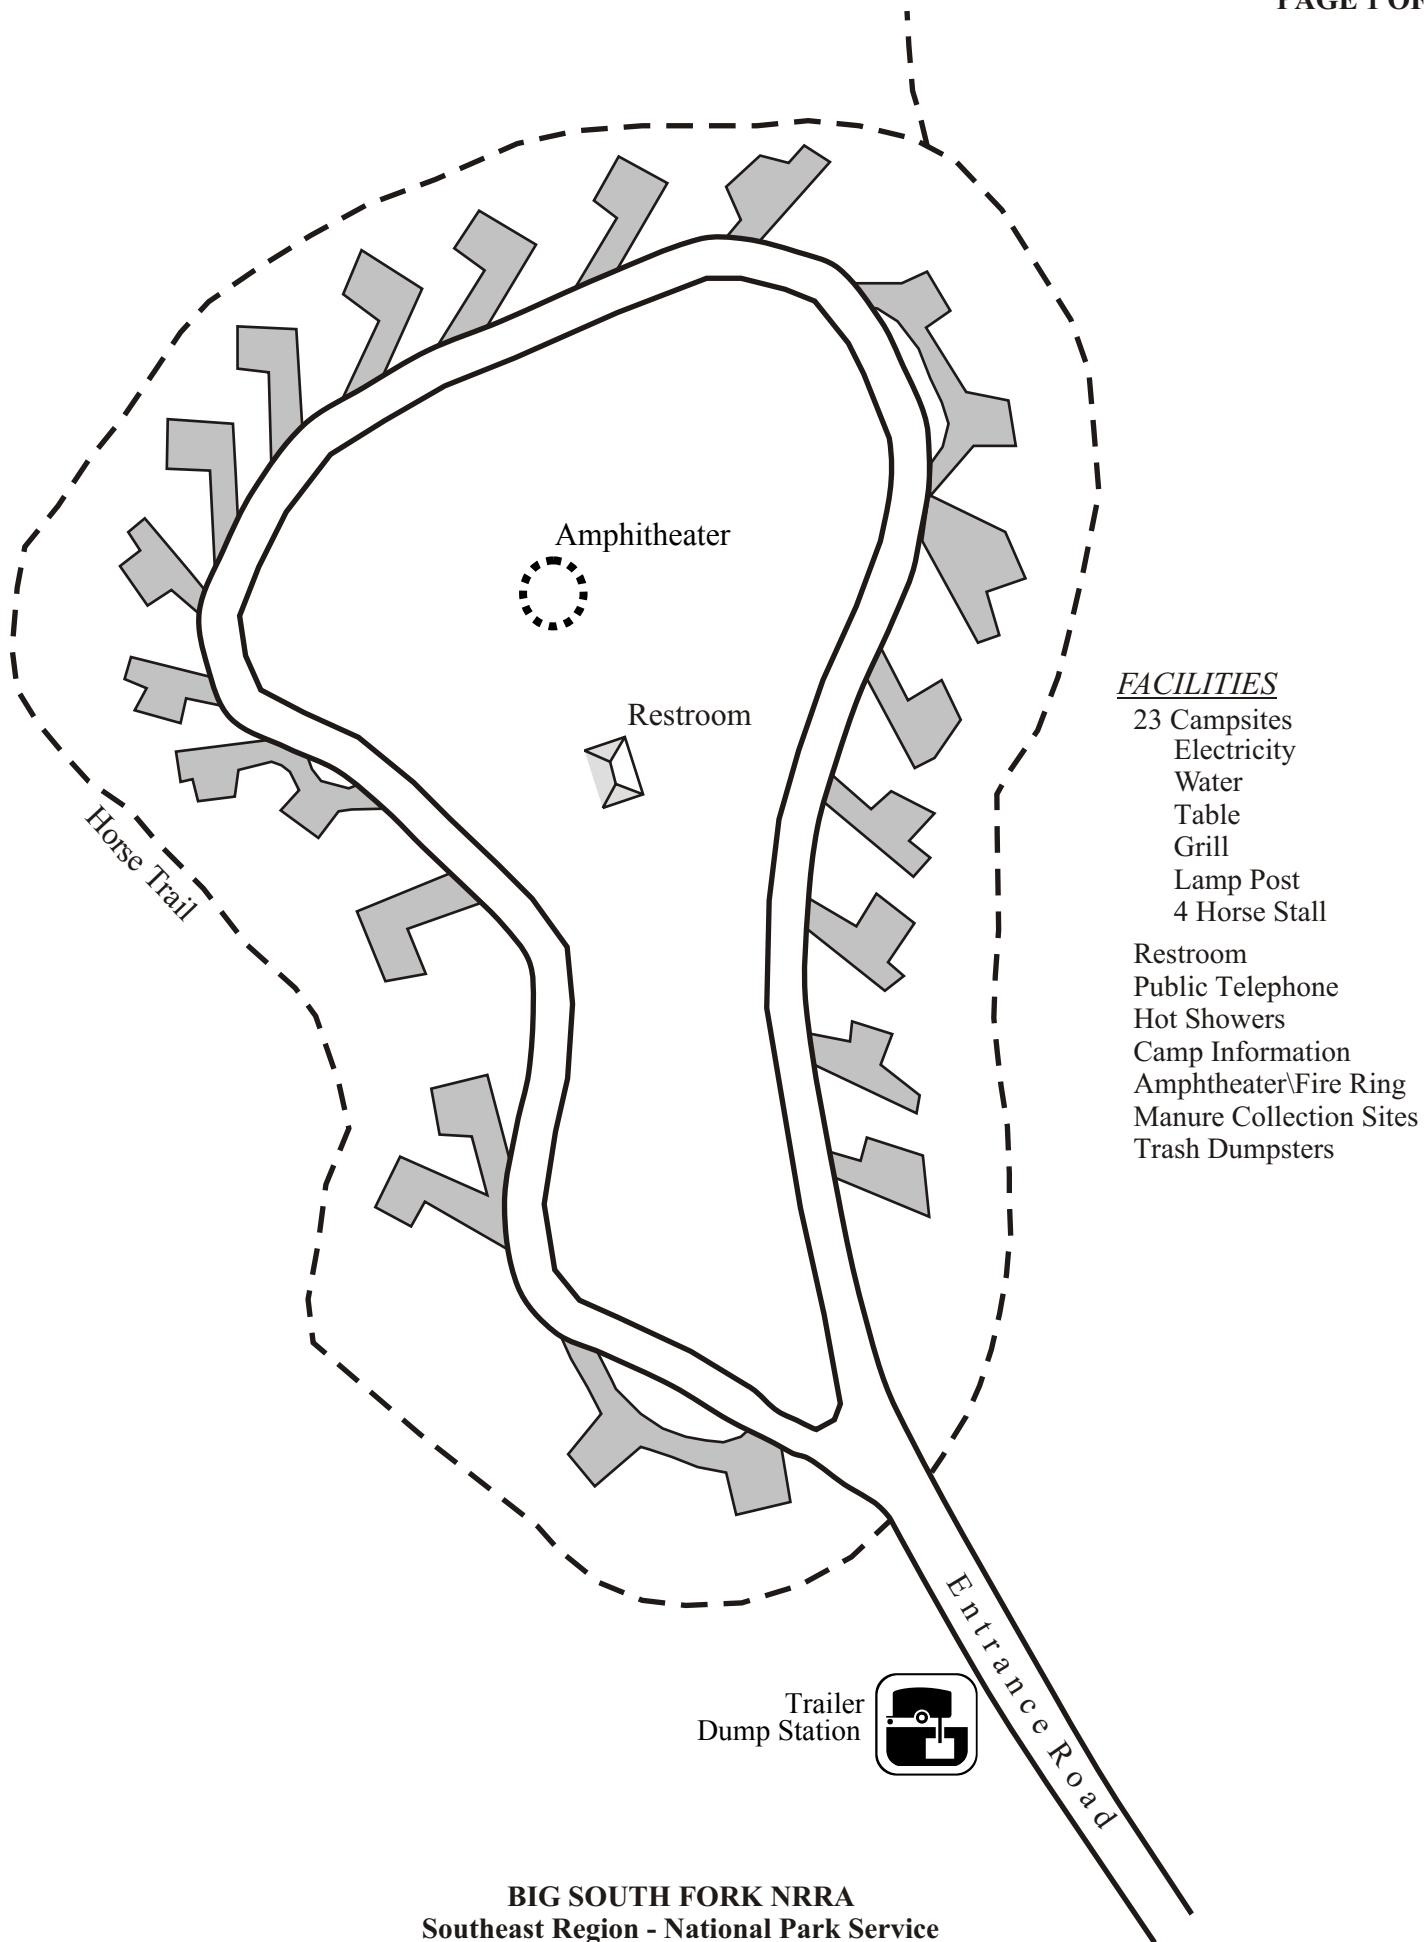 PAGE 1 OF
Amphitheater
Restroom
Horse Trail
FACILITIES
23 Campsites
Electricity
Water
Table
Grill
Lamp Post
4 Horse Stall
Restroom
Public Telephone
Hot Showers
Camp Information
Amphtheater\Fire Ring
Manure Collection Sites
Trash Dumpsters
Entrance Road
Trailer
Dump Station
BIG SOUTH FORK NRRA
Southeast Region - National Park Service